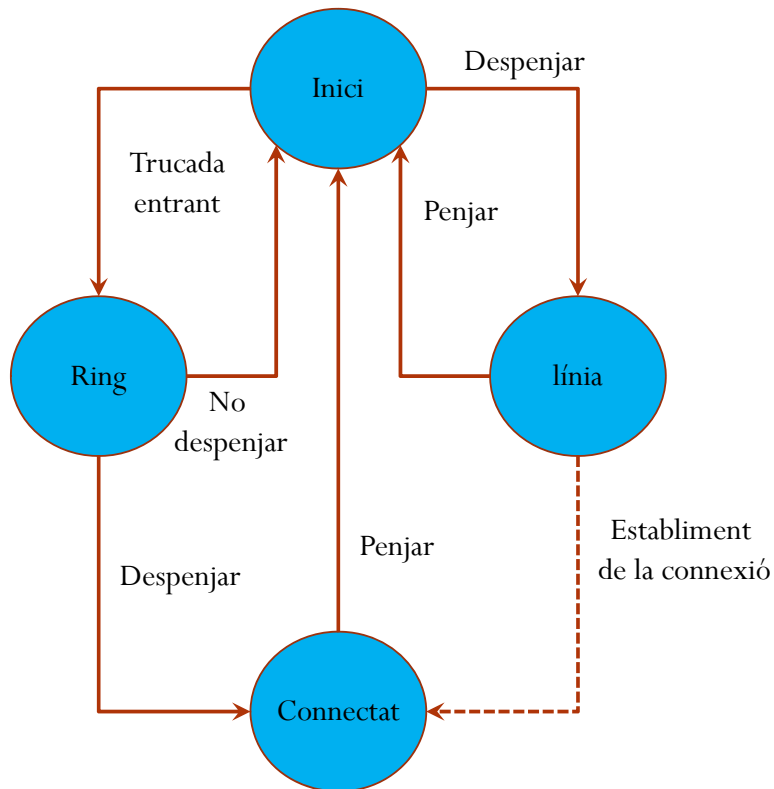 Inici
Despenjar
Trucada
entrant
Penjar
Ring
línia
No
despenjar
Despenjar
Penjar
Establiment
de la connexió
Connectat